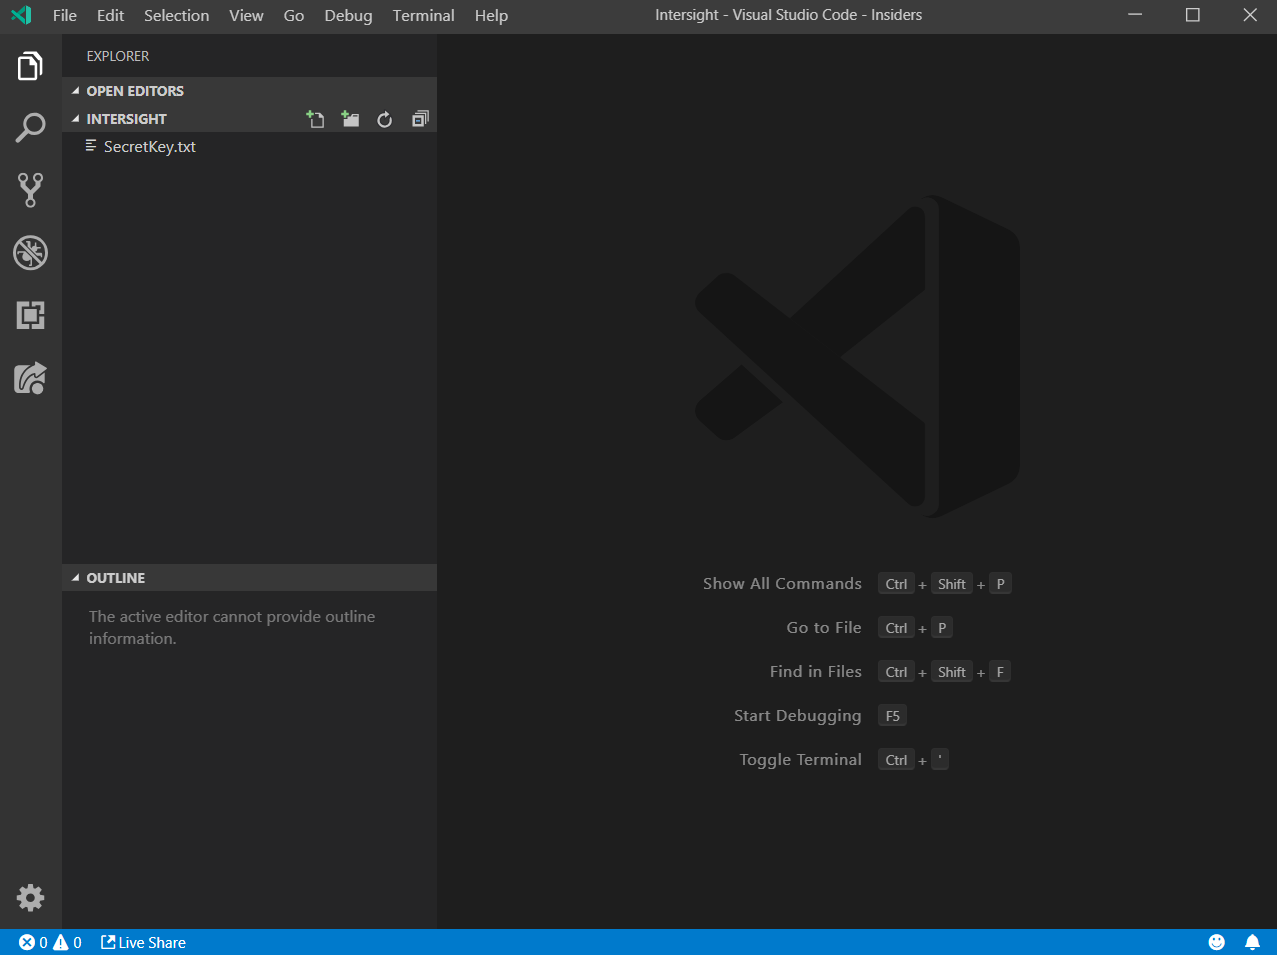 File Edit Selection View Go Debug Terminal Help Intersight - Visual Studio Code - Insiders
EXPLORER
OPEN EDITORS
INTERSIGHT
SecretKey.txt
OUTLINE
The active editor cannot provide outline
information.
Show All Commands Ctrl + Shift + P
Go to File Ctrl + P
Find in Files Ctrl + Shift + F
Start Debugging F5
Toggle Terminal Ctrl + '
0 0 Live Share